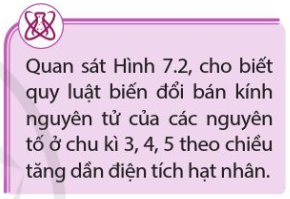 Quan sát Hình 7.2, cho biết
quy luật biến đổi bán kính
nguyên tử của các nguyên
tố ở chu kì 3, 4, 5 theo chiều
tăng dần điện tích hạt nhân.